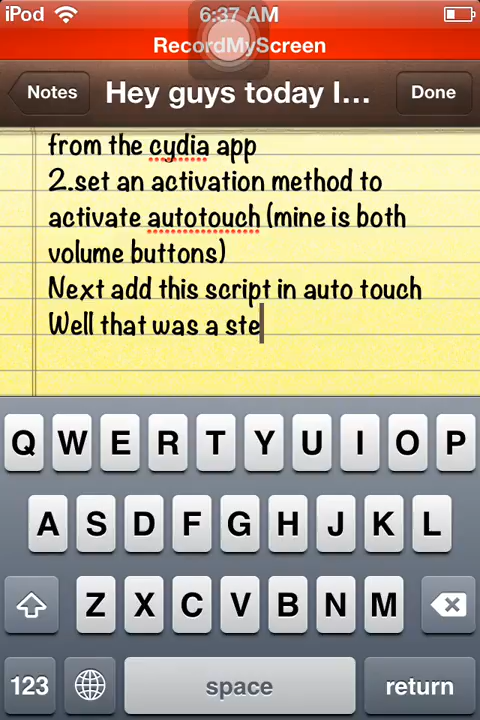 iPod 6:37 AM
RecordMyScreen
Notes Hey guys today I... Done
from the cydia app
2.set an activation method to
activate autotouch (mine is both
volume buttons)
Next add this script in auto touch
Well that was a ste
Q W E R T Y U I O P
A S D F G H J K L
Z X C V B N M
123 space return